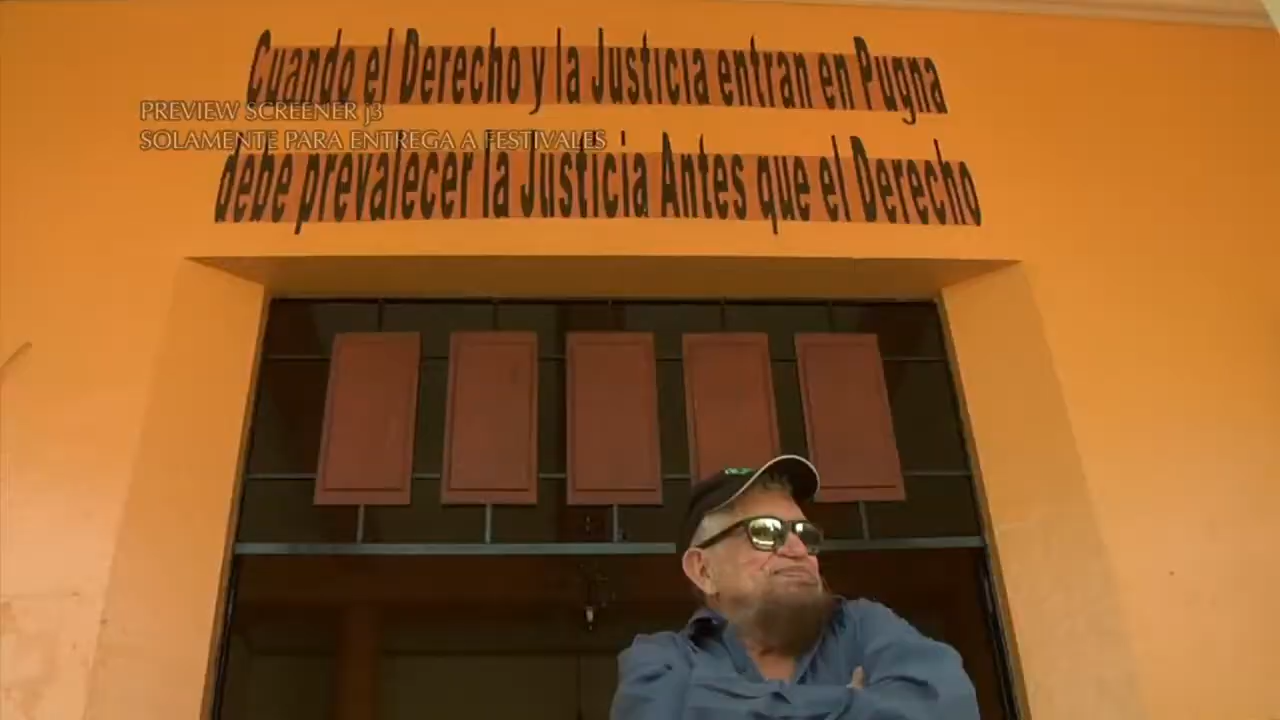 Cuando el Derecho y la Justicia entran en Pugna
PREVIEW SCREENER j3
SOLAMENTE PARA ENTREGA A FESTIVALES
debe prevalecer la Justicia Antes que el Derecho